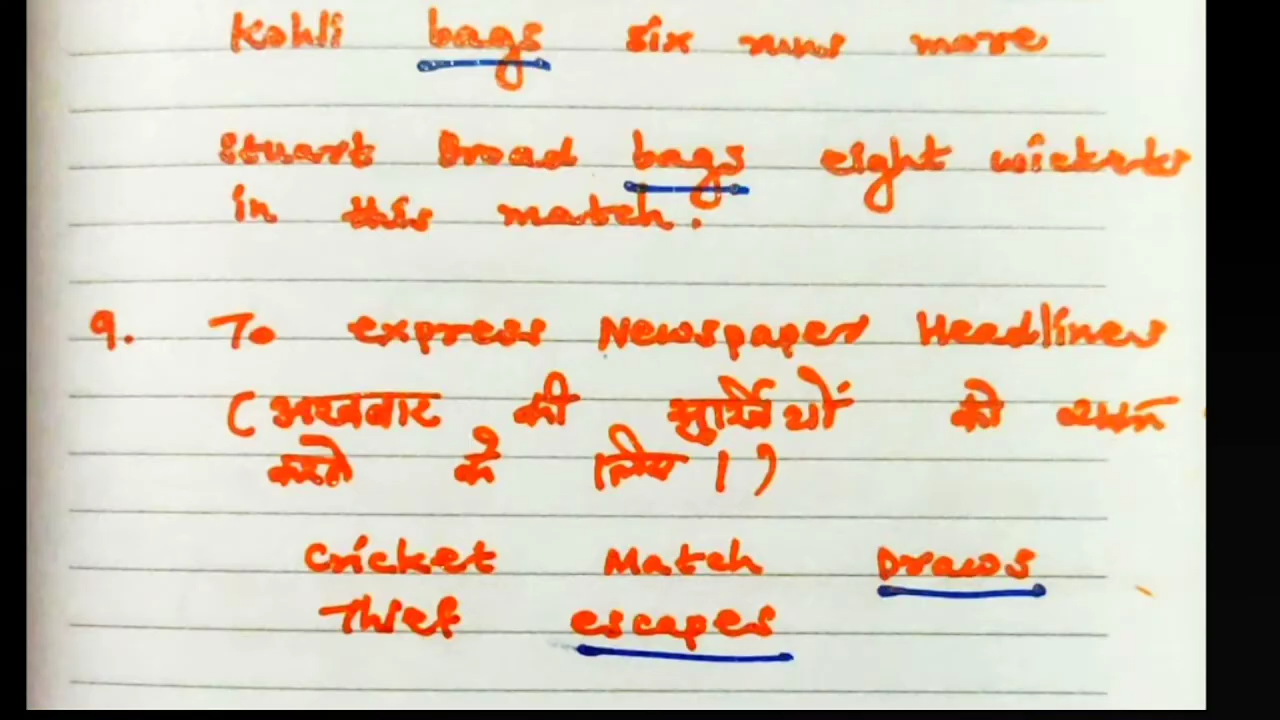 Kohli bags six runs more
Stuart Broad bags eight wickets
in this match.
9. To express Newspaper Headlines
(अखबार की सुर्खियों को व्यक्त
करने के लिए।)
Cricket Match Draws
Thief escapes